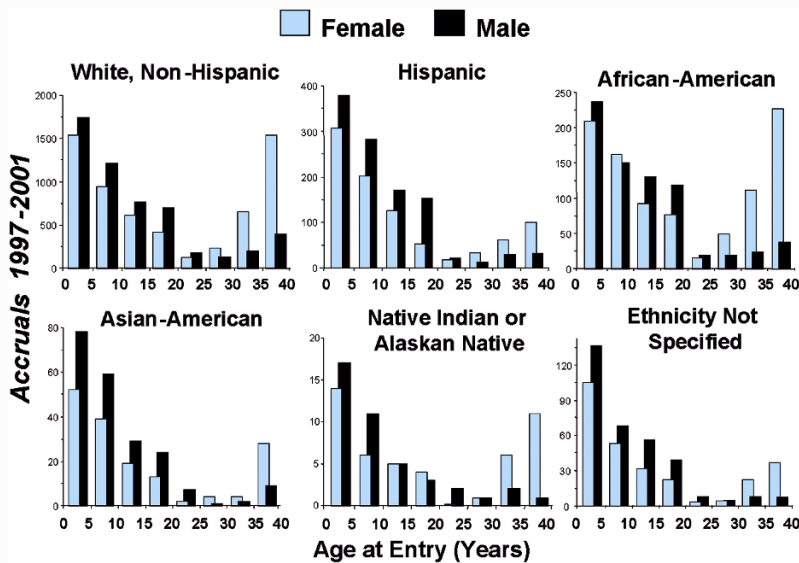 Female Male
White, Non-Hispanic
Hispanic
African-American
Accruals 1997-2001
2000
1500
1000
500
0
0 5 10 15 20 25 30 35 40
400
300
200
100
0
0 5 10 15 20 25 30 35 40
250
200
150
100
50
0
0 5 10 15 20 25 30 35 40
Asian-American
Native Indian or
Alaskan Native
Ethnicity Not
Specified
80
60
40
20
0
0 5 10 15 20 25 30 35 40
20
15
10
5
0
0 5 10 15 20 25 30 35 40
120
90
60
30
0
0 5 10 15 20 25 30 35 40
Age at Entry (Years)